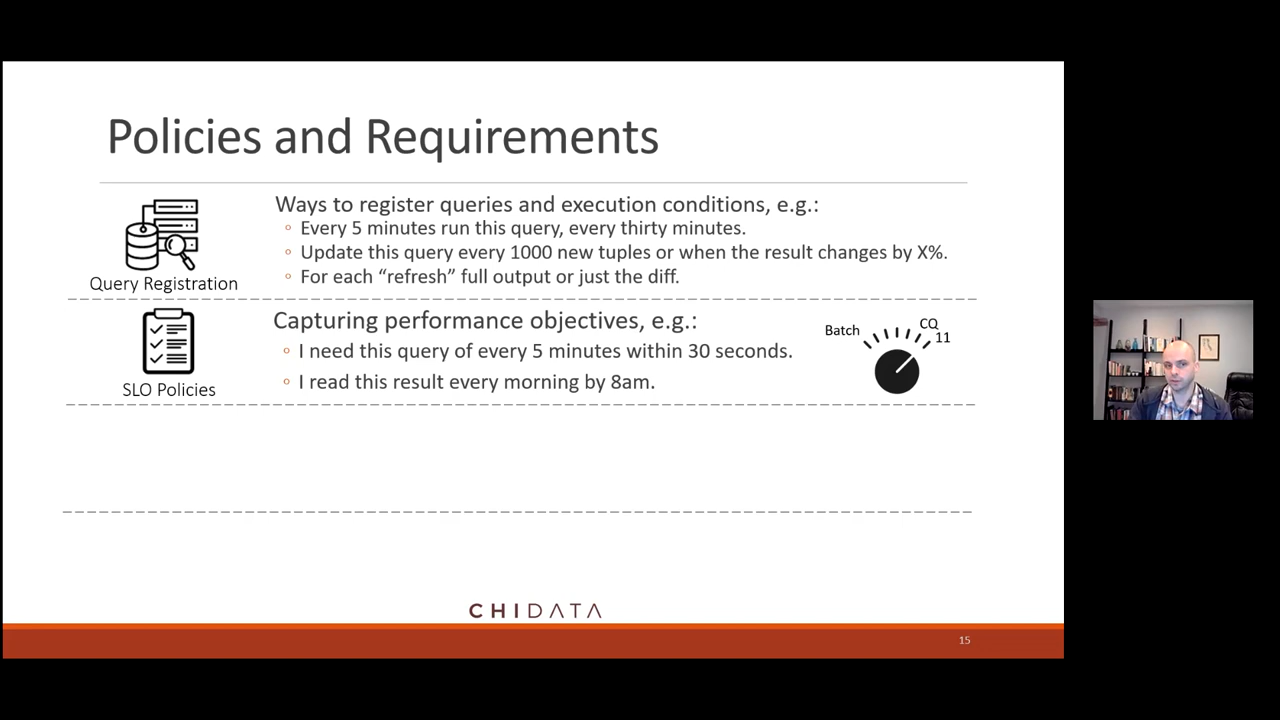 Policies and Requirements
Query Registration
Ways to register queries and execution conditions, e.g.:
Every 5 minutes run this query, every thirty minutes.
Update this query every 1000 new tuples or when the result changes by X%.
For each “refresh” full output or just the diff.
SLO Policies
Capturing performance objectives, e.g.:
I need this query of every 5 minutes within 30 seconds.
I read this result every morning by 8am.
Batch
CQ
11
CHIDATA
15